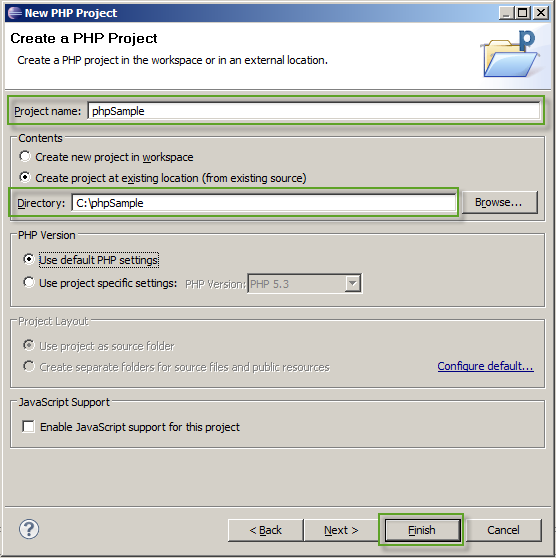 New PHP Project
Create a PHP Project
Create a PHP project in the workspace or in an external location.
Project name: phpSample
Contents
Create new project in workspace
Create project at existing location (from existing source)
Directory: C:\phpSample Browse...
PHP Version
Use default PHP settings
Use project specific settings: PHP Version: PHP 5.3
Project Layout
Use project as source folder
Create separate folders for source files and public resources Configure default...
JavaScript Support
Enable JavaScript support for this project
? < Back Next > Finish Cancel